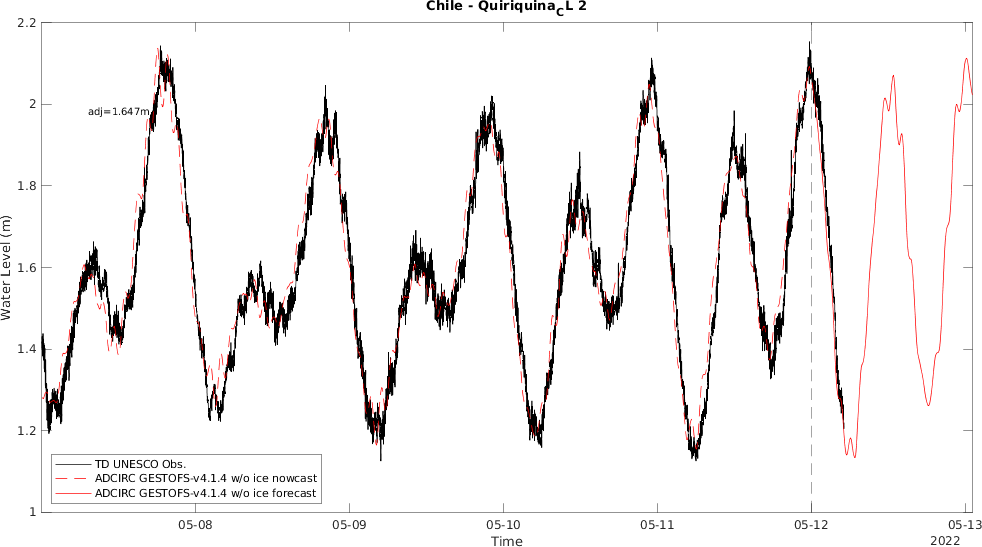 Chile - Quiriquina_CL 2
2.2
2
1.8
1.6
1.4
1.2
1
Water Level (m)
adj=1.647m
TD UNESCO Obs.
ADCIRC GESTOFS-v4.1.4 w/o ice nowcast
ADCIRC GESTOFS-v4.1.4 w/o ice forecast
05-08
05-09
05-10
05-11
05-12
05-13
Time
2022